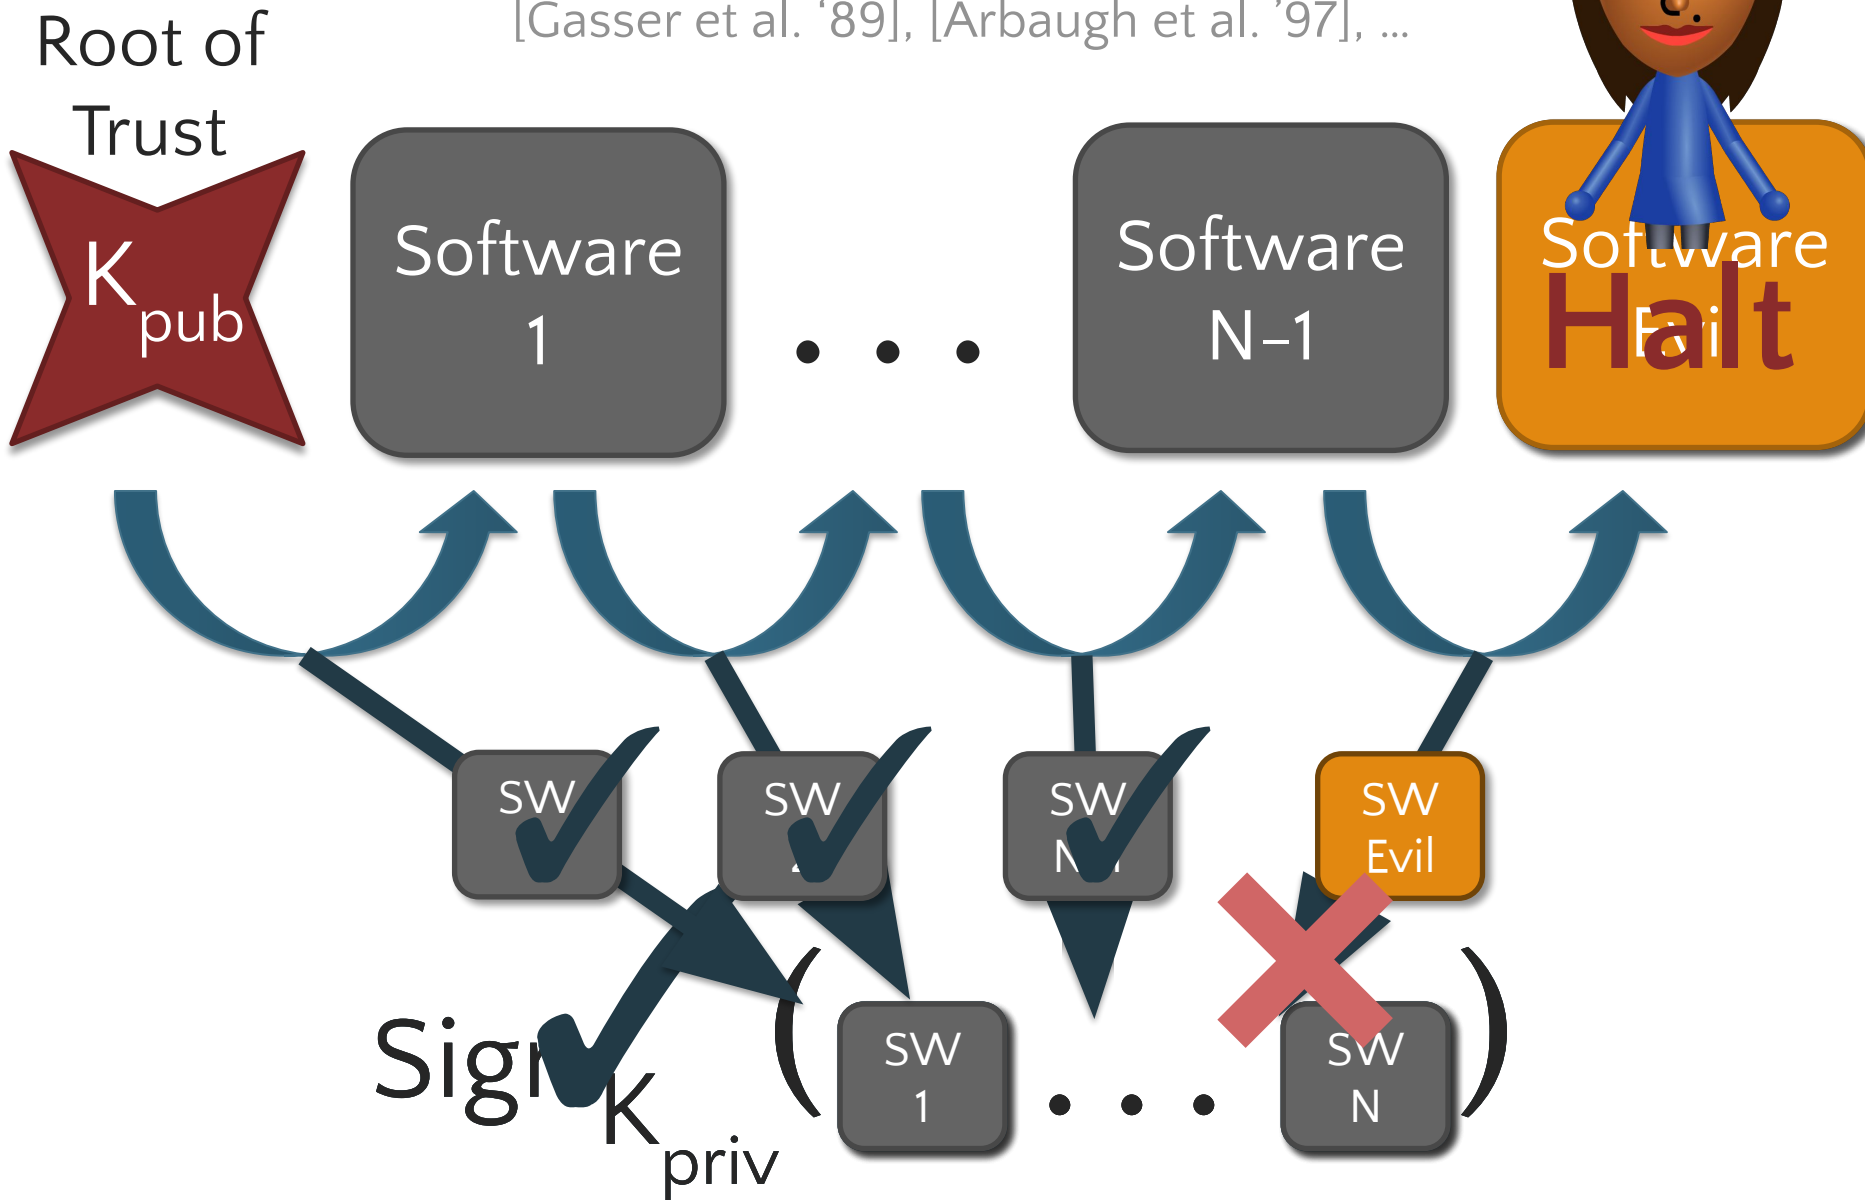 [Gasser et al. ‘89], [Arbaugh et al. ’97], …
Root of
Trust
K
pub
Software
1
. . .
Software
N–1
Software
Evil
Halt
SW
SW
SW
SW
Evil
Sign
K
priv
(
SW
1
. . .
SW
N
)